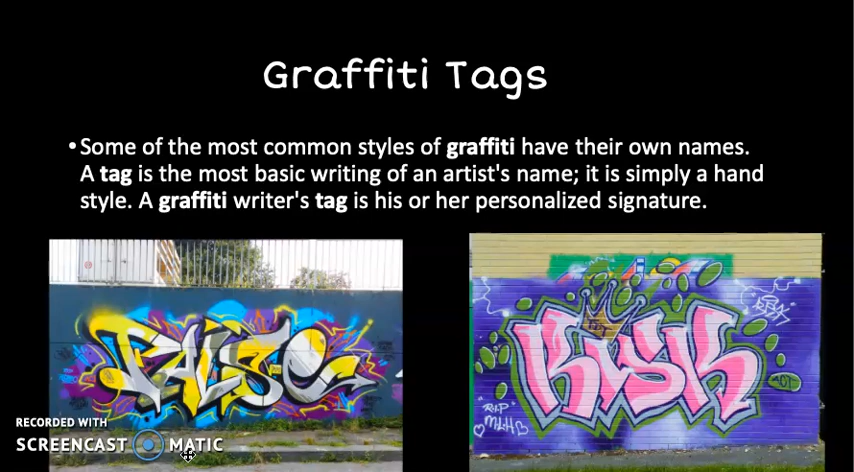 Graffiti Tags
•Some of the most common styles of graffiti have their own names.
A tag is the most basic writing of an artist's name; it is simply a hand
style. A graffiti writer's tag is his or her personalized signature.
R.I.P
MLH
RECORDED WITH
SCREENCAST MATIC